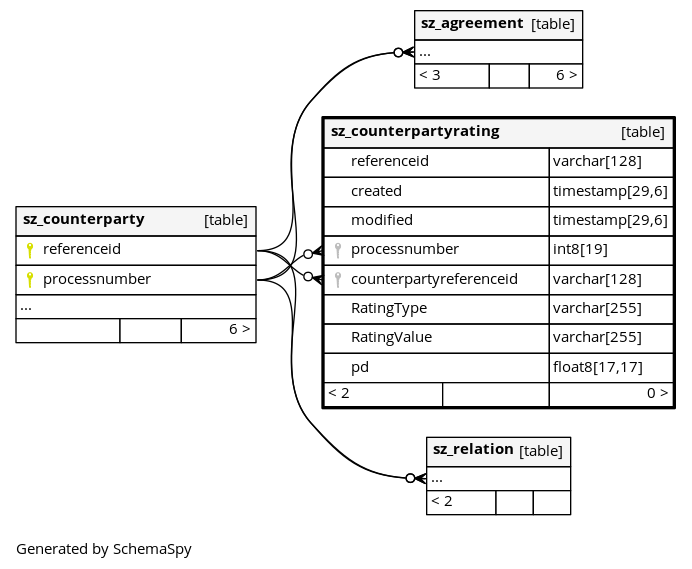 sz_agreement [table]
...
< 3 6 >
sz_counterpartyrating [table]
referenceid varchar[128]
created timestamp[29,6]
modified timestamp[29,6]
processnumber int8[19]
counterpartyreferenceid varchar[128]
RatingType varchar[255]
RatingValue varchar[255]
pd float8[17,17]
< 2 0 >
sz_counterparty [table]
referenceid
processnumber
...
6 >
sz_relation [table]
...
< 2
Generated by SchemaSpy